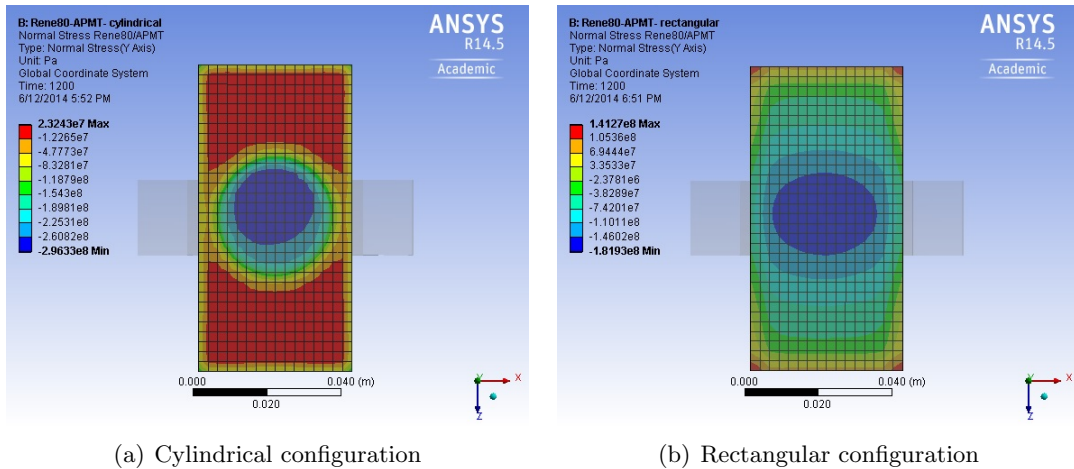 B: Rene80-APMT- cylindrical
Normal Stress Rene80/APMT
Type: Normal Stress(Y Axis)
Unit: Pa
Global Coordinate System
Time: 1200
6/12/2014 5:52 PM
2.3243e7 Max
-1.2265e7
-4.7773e7
-8.3281e7
-1.1879e8
-1.543e8
-1.8981e8
-2.2531e8
-2.6082e8
-2.9633e8 Min
ANSYS
R14.5
Academic
0.000
0.040 (m)
0.020
Y
X
Z
(a) Cylindrical configuration
B: Rene80-APMT- rectangular
Normal Stress Rene80/APMT
Type: Normal Stress(Y Axis)
Unit: Pa
Global Coordinate System
Time: 1200
6/12/2014 6:51 PM
1.4127e8 Max
1.0536e8
6.9444e7
3.3533e7
-2.3781e6
-3.8289e7
-7.4201e7
-1.1011e8
-1.4602e8
-1.8193e8 Min
ANSYS
R14.5
Academic
0.000
0.040 (m)
0.020
Y
X
Z
(b) Rectangular configuration